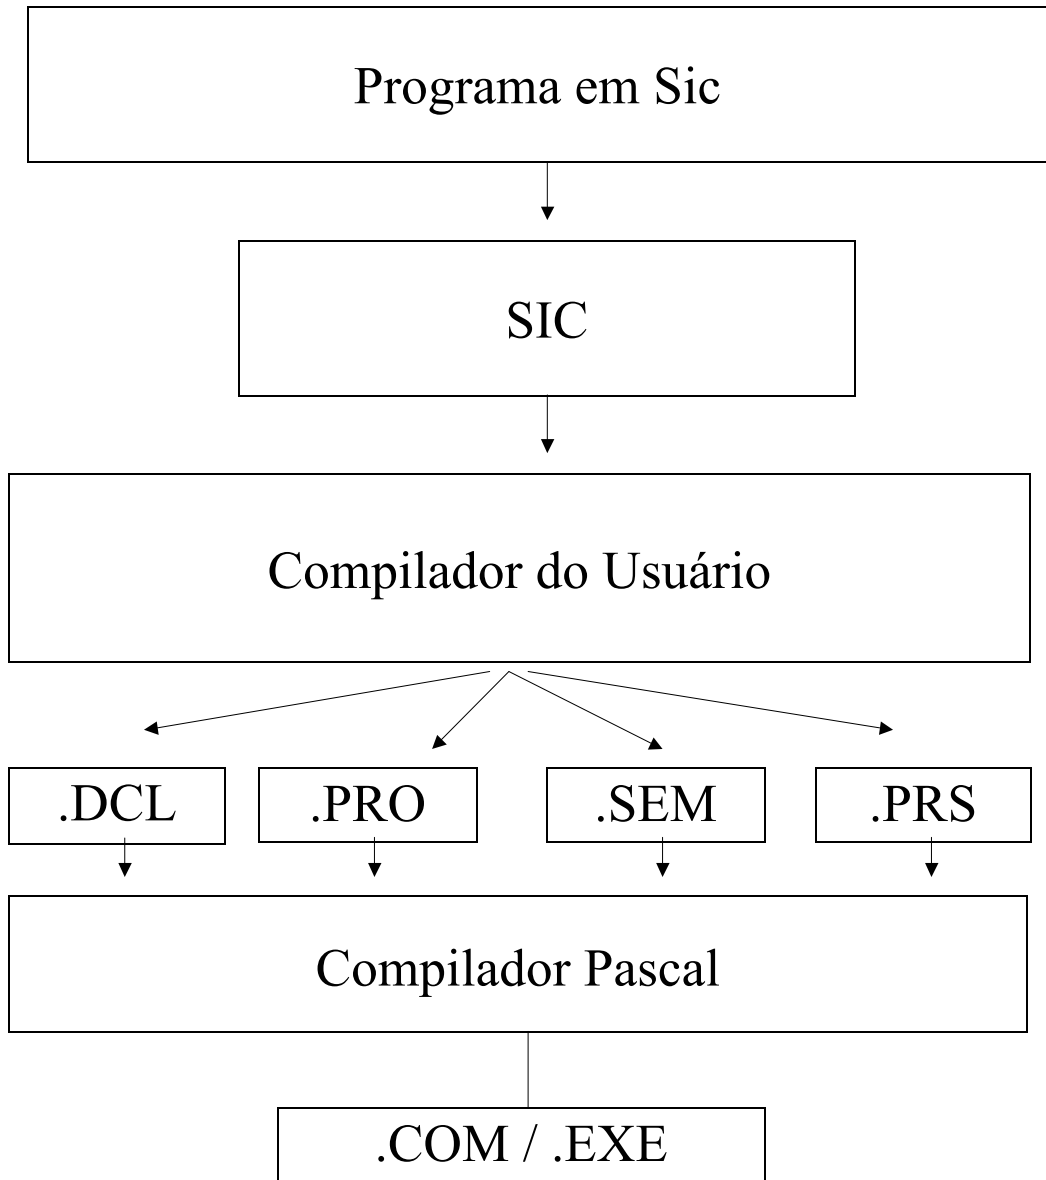 Programa em Sic
SIC
Compilador do Usuário
.DCL
.PRO
.SEM
.PRS
Compilador Pascal
.COM / .EXE